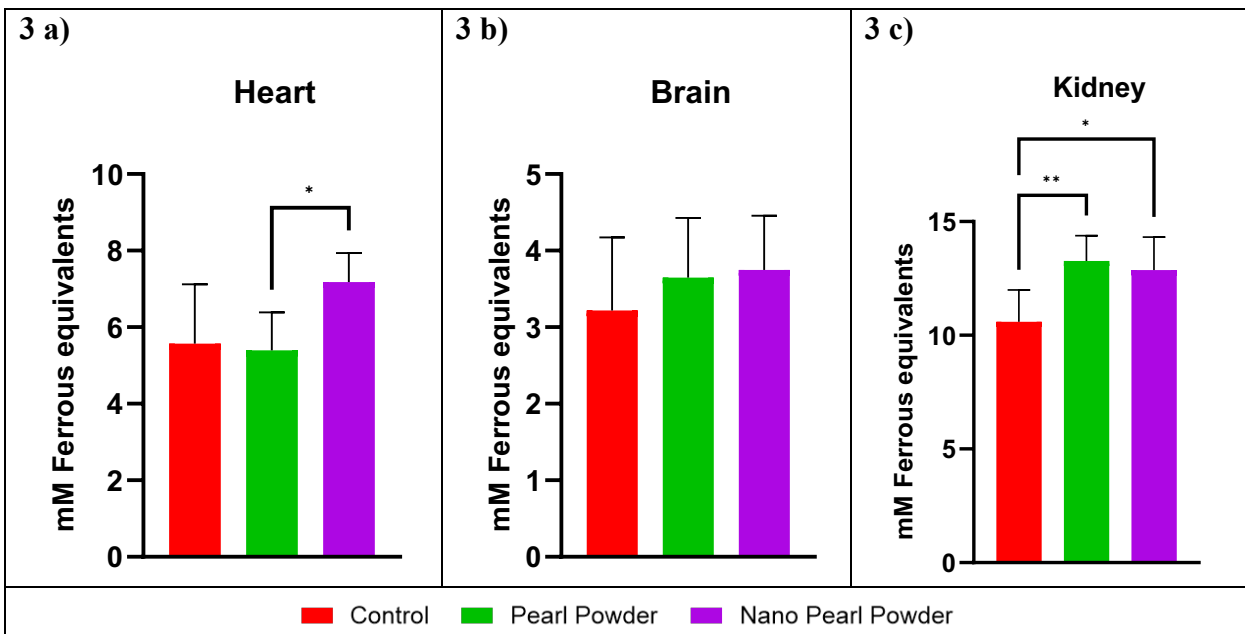 3 a)
Heart
mM Ferrous equivalents
10
8
6
4
2
0
*
3 b)
Brain
mM Ferrous equivalents
5
4
3
2
1
0
3 c)
Kidney
mM Ferrous equivalents
15
10
5
0
*
**
Control
Pearl Powder
Nano Pearl Powder